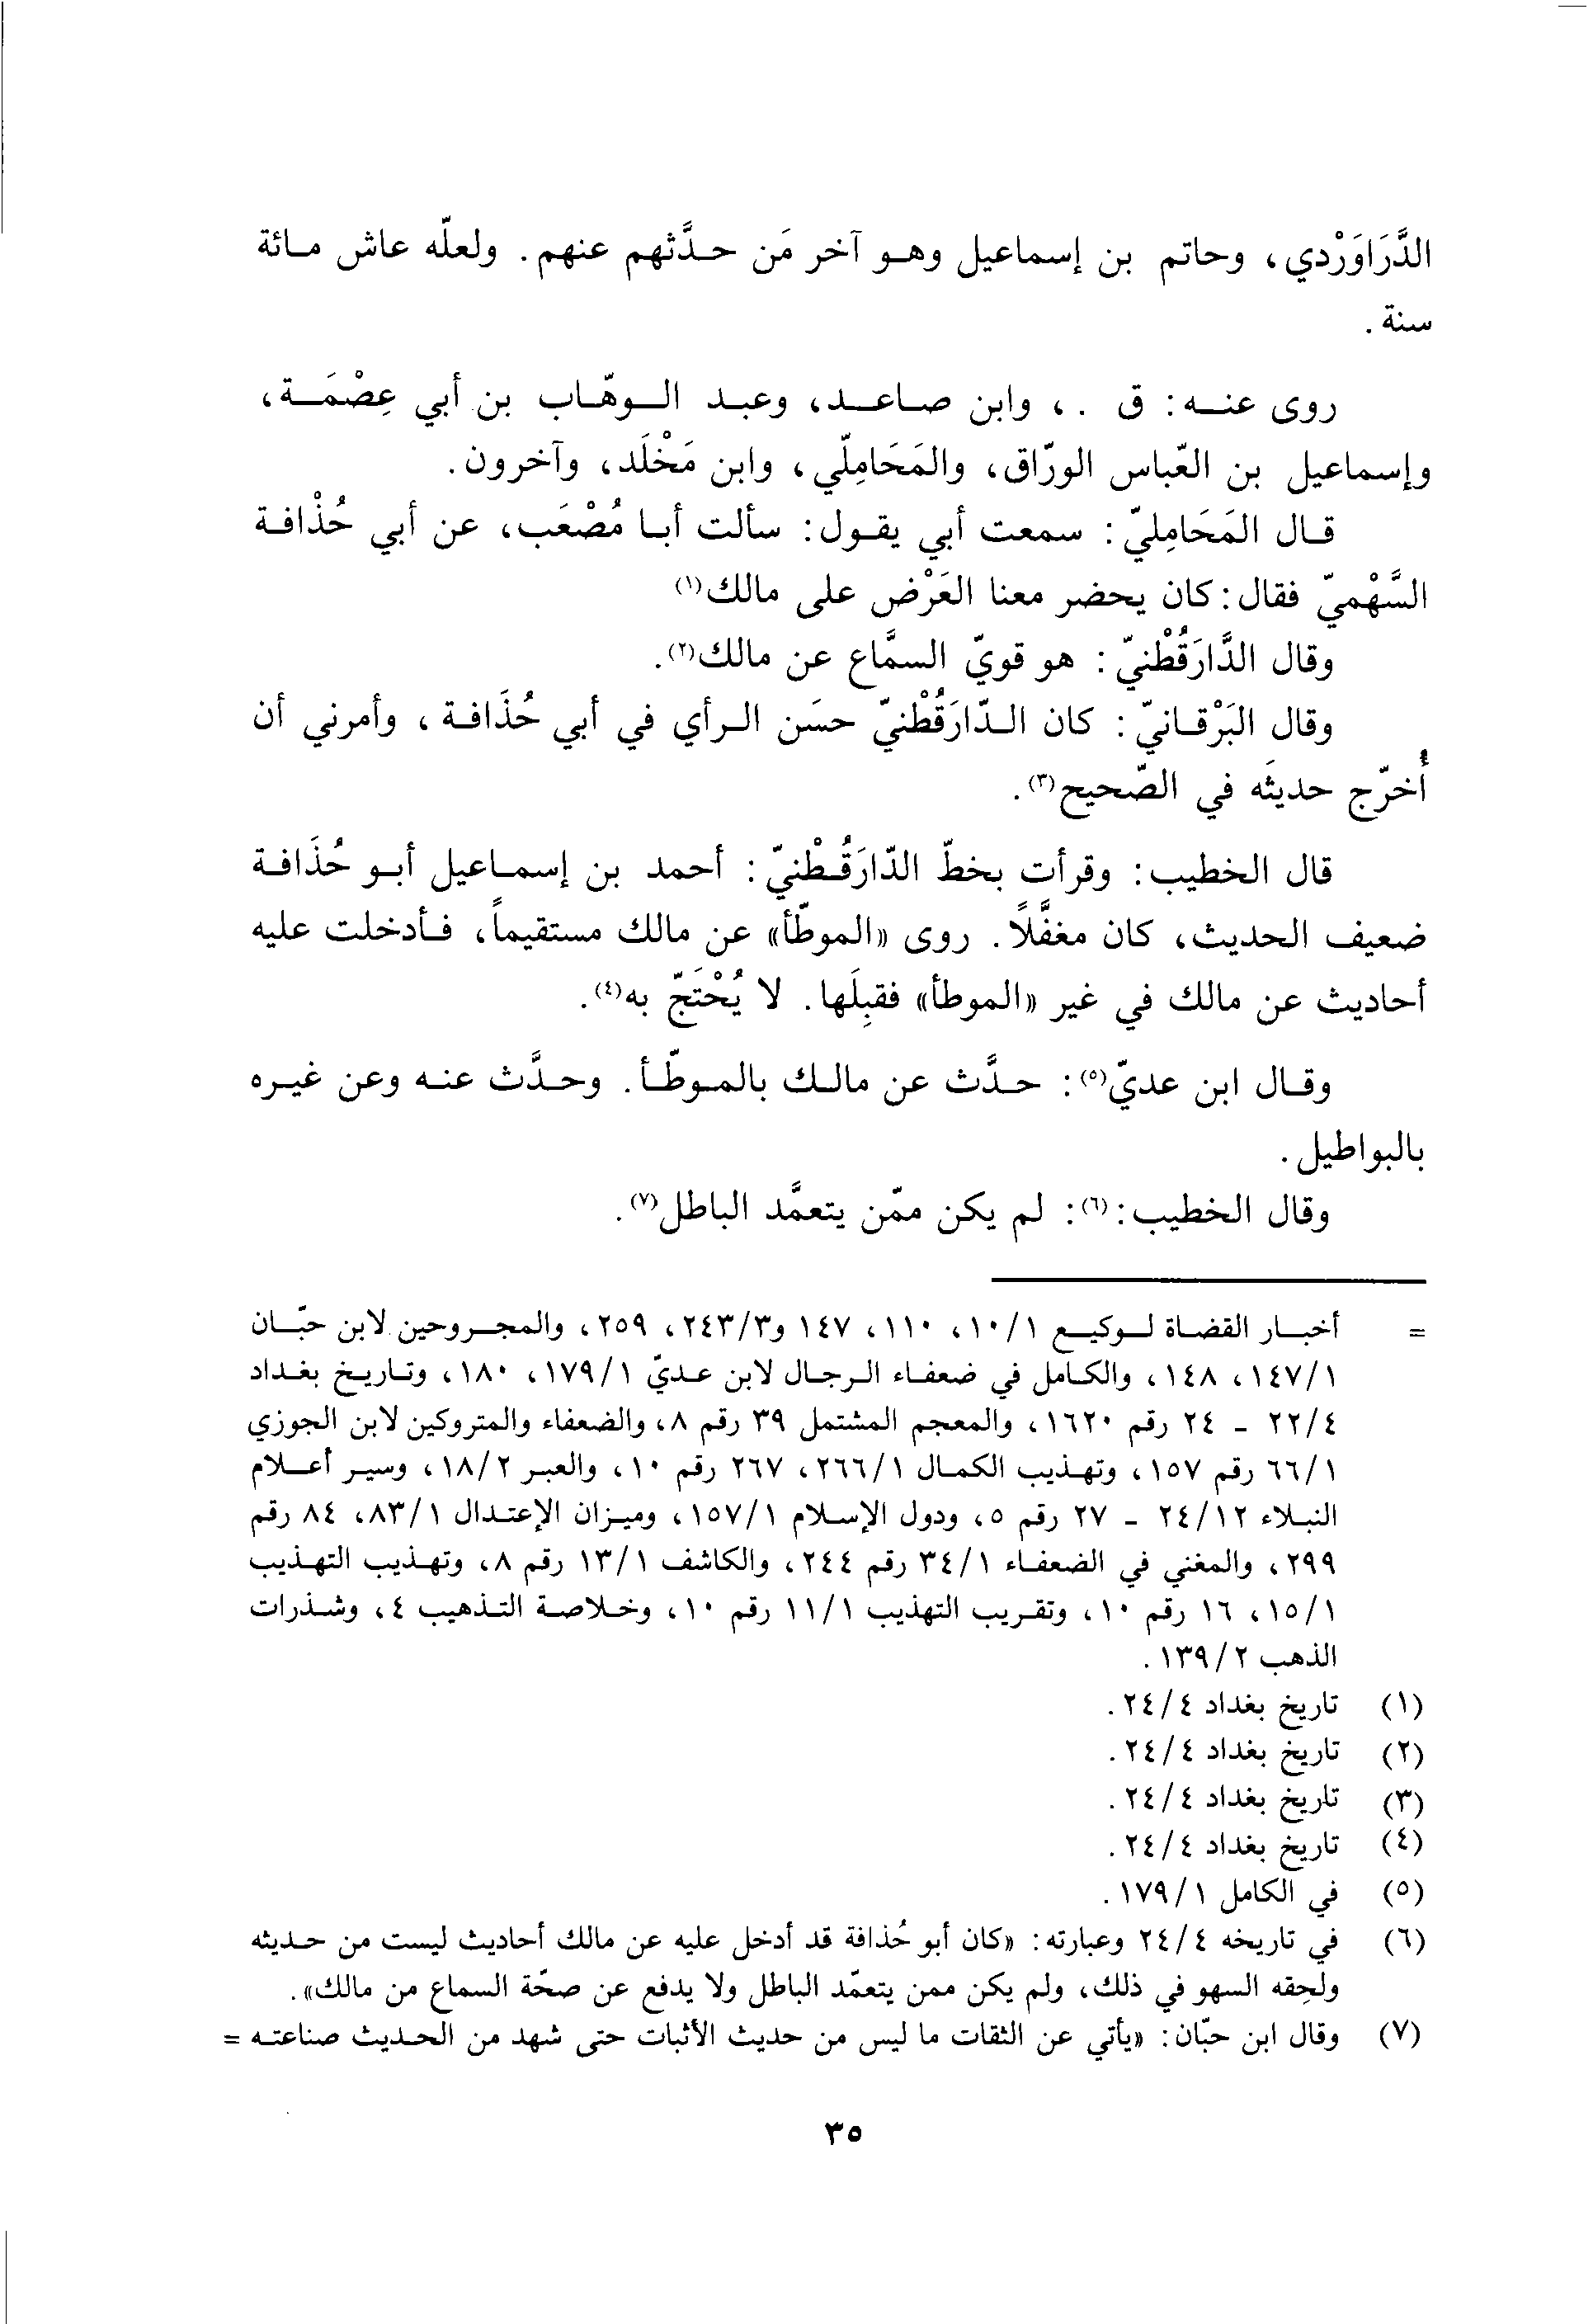 الدَّرَاوَرْدي، وحاتم بن إسماعيل وهو آخر مَن حدَّثهم عنهم. ولعلّه عاش مائة
سنة.
روى عنه: ق .، وابن صاعد، وعبد الوهّاب بن أبي عِصْمَة،
وإسماعيل بن العّباس الورّاق، والمَحَامِلّي، وابن مَخْلَد، وآخرون.
قال المَحَامِليّ: سمعت أبي يقول: سألت أبا مُصْعَب، عن أبي حُذْافة
السَّهْميّ فقال: كان يحضر معنا العَرْض على مالك(١)
وقال الدَّارَقُطْنيّ: هو قويّ السمَّاع عن مالك(٢).
وقال البَرْقانيّ: كان الدّارَقُطْنيّ حسَن الرأي في أبي حُذَافة، وأمرني أن
أُخرّج حديثَه في الصّحيح(٣).
قال الخطيب: وقرأت بخطّ الدّارَقُطْنيّ: أحمد بن إسماعيل أبو حُذَافة
ضعيف الحديث، كان مغفَّلاً. روى «الموطّأ» عن مالك مستقيماً، فأدخلت عليه
أحاديث عن مالك في غير «الموطأ» فقبِلَها. لا يُحْتَجّ به(٤).
وقال ابن عديّ(٥): حدَّث عن مالك بالموطّأ. وحدَّث عنه وعن غيره
بالبواطيل.
وقال الخطيب:(٦): لم يكن ممّن يتعمَّد الباطل(٧).
= أخبار القضاة لوكيع ١/١٠، ١١٠، ١٤٧ و٣/٢٤٣، ٢٥٩، والمجروحين لابن حبّان
١/١٤٧، ١٤٨، والكامل في ضعفاء الرجال لابن عديّ ١/١٧٩، ١٨٠، وتاريخ بغداد
٤/٢٢ - ٢٤ رقم ١٦٢٠، والمعجم المشتمل ٣٩ رقم ٨، والضعفاء والمتروكين لابن الجوزي
١/٦٦ رقم ١٥٧، وتهذيب الكمال ١/٢٦٦، ٢٦٧ رقم ١٠، والعبر ٢/١٨، وسير أعلام
النبلاء ١٢/٢٤ - ٢٧ رقم ٥، ودول الإسلام ١/١٥٧، وميزان الإعتدال ١/٨٣، ٨٤ رقم
٢٩٩، والمغني في الضعفاء ١/٣٤ رقم ٢٤٤، والكاشف ١/١٣ رقم ٨، وتهذيب التهذيب
١/١٥، ١٦ رقم ١٠، وتقريب التهذيب ١/١١ رقم ١٠، وخلاصة التذهيب ٤، وشذرات
الذهب ٢/١٣٩.
(١) تاريخ بغداد ٤/٢٤.
(٢) تاريخ بغداد ٤/٢٤.
(٣) تاريخ بغداد ٤/٢٤.
(٤) تاريخ بغداد ٤/٢٤.
(٥) في الكامل ١/١٧٩.
(٦) في تاريخه ٤/٢٤ وعبارته: «كان أبو حُذافة قد أدخل عليه عن مالك أحاديث ليست من حديثه
ولحِقه السهو في ذلك، ولم يكن ممن يتعمّد الباطل ولا يدفع عن صحّة السماع من مالك».
(٧) وقال ابن حبّان: «يأتي عن الثقات ما ليس من حديث الأثبات حتى شهد من الحديث صناعته =
٣٥